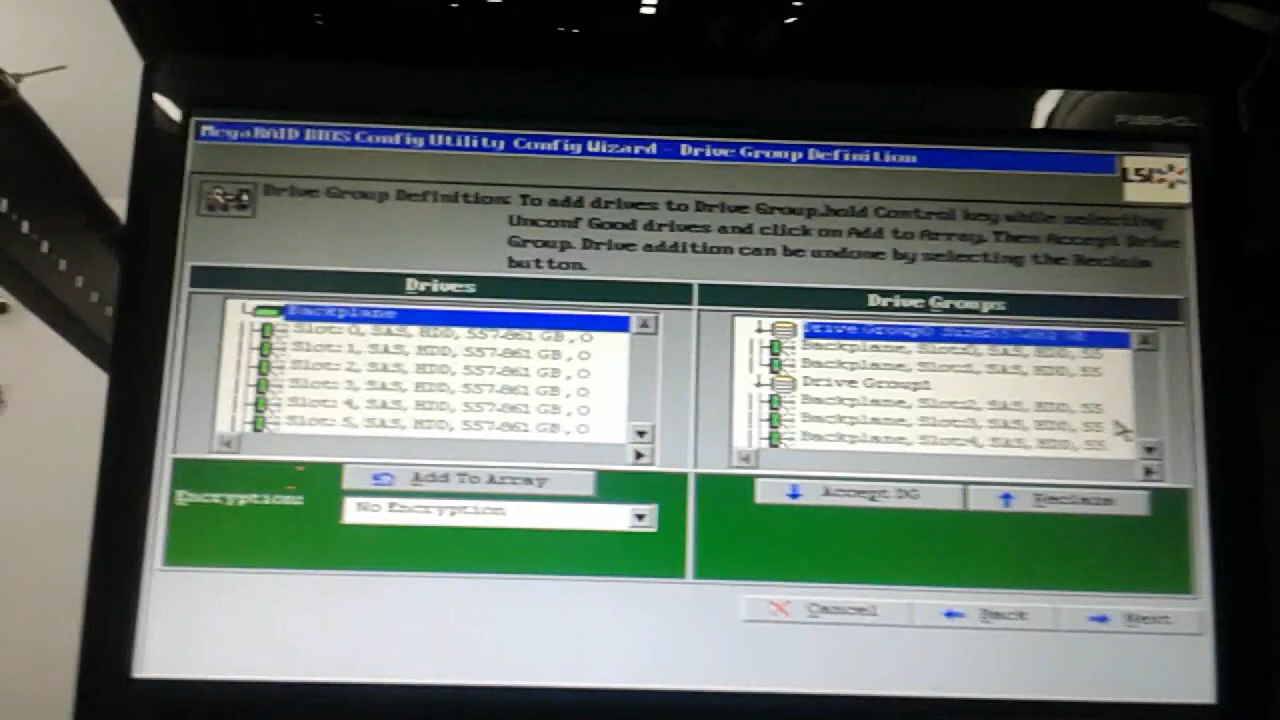 MegaRAID BIOS Config Utility Config Wizard - Drive Group Definition
LSI
Drive Group Definition: To add drives to Drive Group,hold Control key while selecting
Unconf Good drives and click on Add to Array. Then Accept Drive
Group. Drive addition can be undone by selecting the Reclaim
button.
Drives
Backplane
Slot: 0, SAS, HDD, 557.861 GB , O
Slot: 1, SAS, HDD, 557.861 GB , O
Slot: 2, SAS, HDD, 557.861 GB , O
Slot: 3, SAS, HDD, 557.861 GB , O
Slot: 4, SAS, HDD, 557.861 GB , O
Slot: 5, SAS, HDD, 557.861 GB , O
Add To Array
Encryption:
No Encryption
Drive Groups
Drive Group0
Backplane, Slot:0, SAS, HDD, 55
Backplane, Slot:1, SAS, HDD, 55
Drive Group1
Backplane, Slot:2, SAS, HDD, 55
Backplane, Slot:3, SAS, HDD, 55
Backplane, Slot:4, SAS, HDD, 55
Accept DG
Reclaim
Cancel
Back
Next